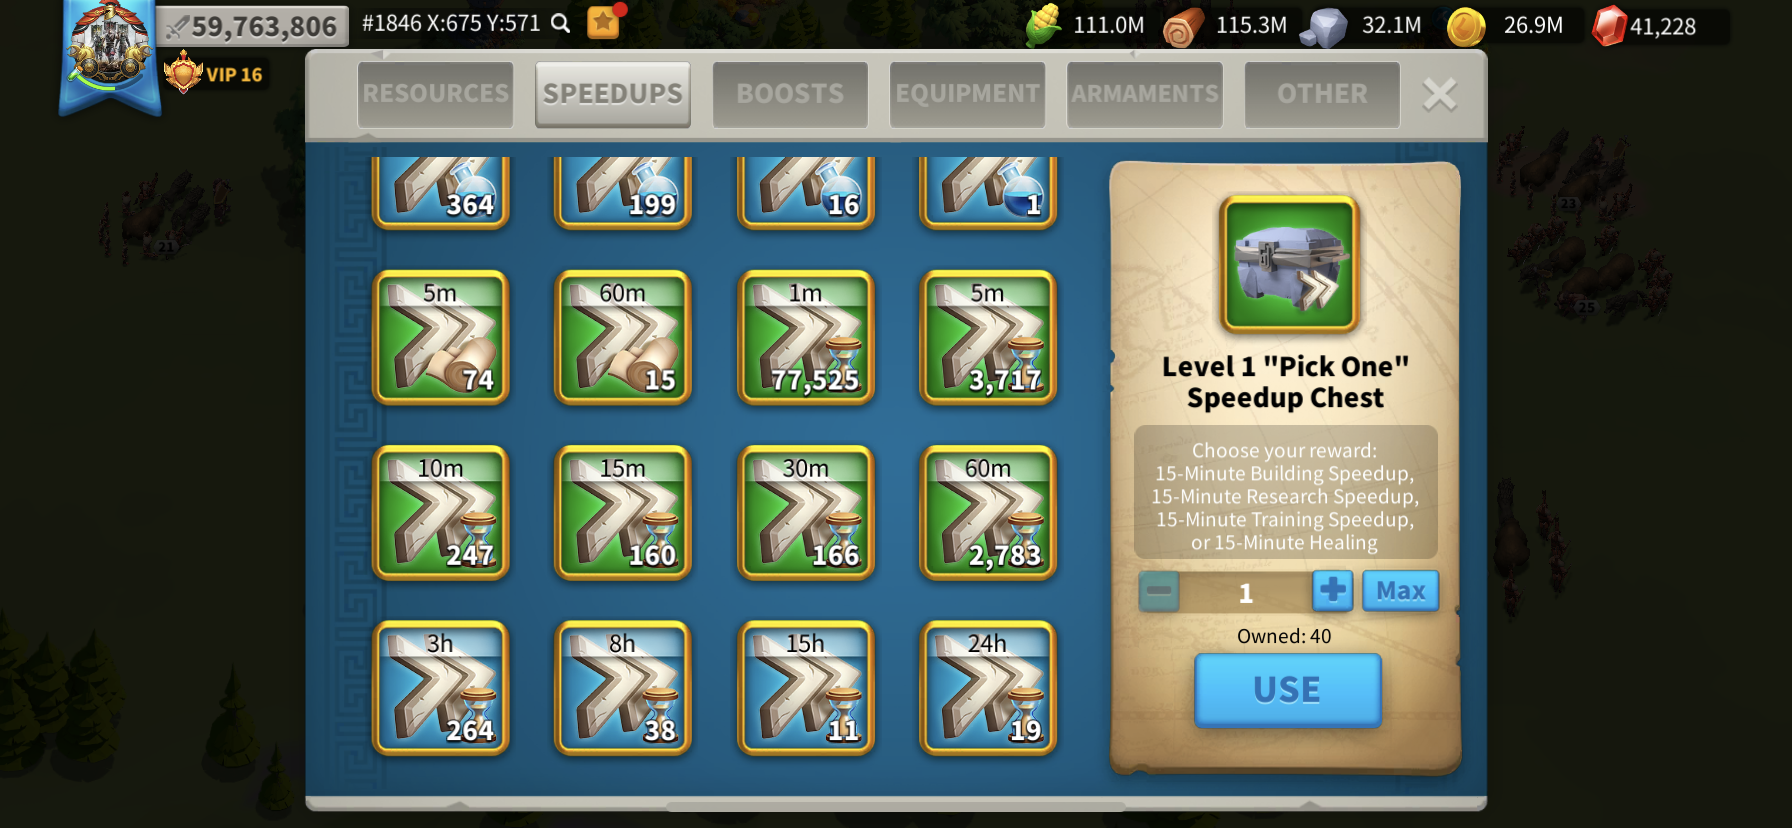 59,763,806
#1846 X:675 Y:571
111.0M
115.3M
32.1M
26.9M
41,228
VIP 16
RESOURCES
SPEEDUPS
BOOSTS
EQUIPMENT
ARMAMENTS
OTHER
364
199
16
1
5m
74
60m
15
1m
77,525
5m
3,717
10m
247
15m
160
30m
166
60m
2,783
3h
264
8h
38
15h
11
24h
19
Level 1 "Pick One"
Speedup Chest
Choose your reward:
15-Minute Building Speedup,
15-Minute Research Speedup,
15-Minute Training Speedup,
or 15-Minute Healing
1
Max
Owned: 40
USE
21
23
25